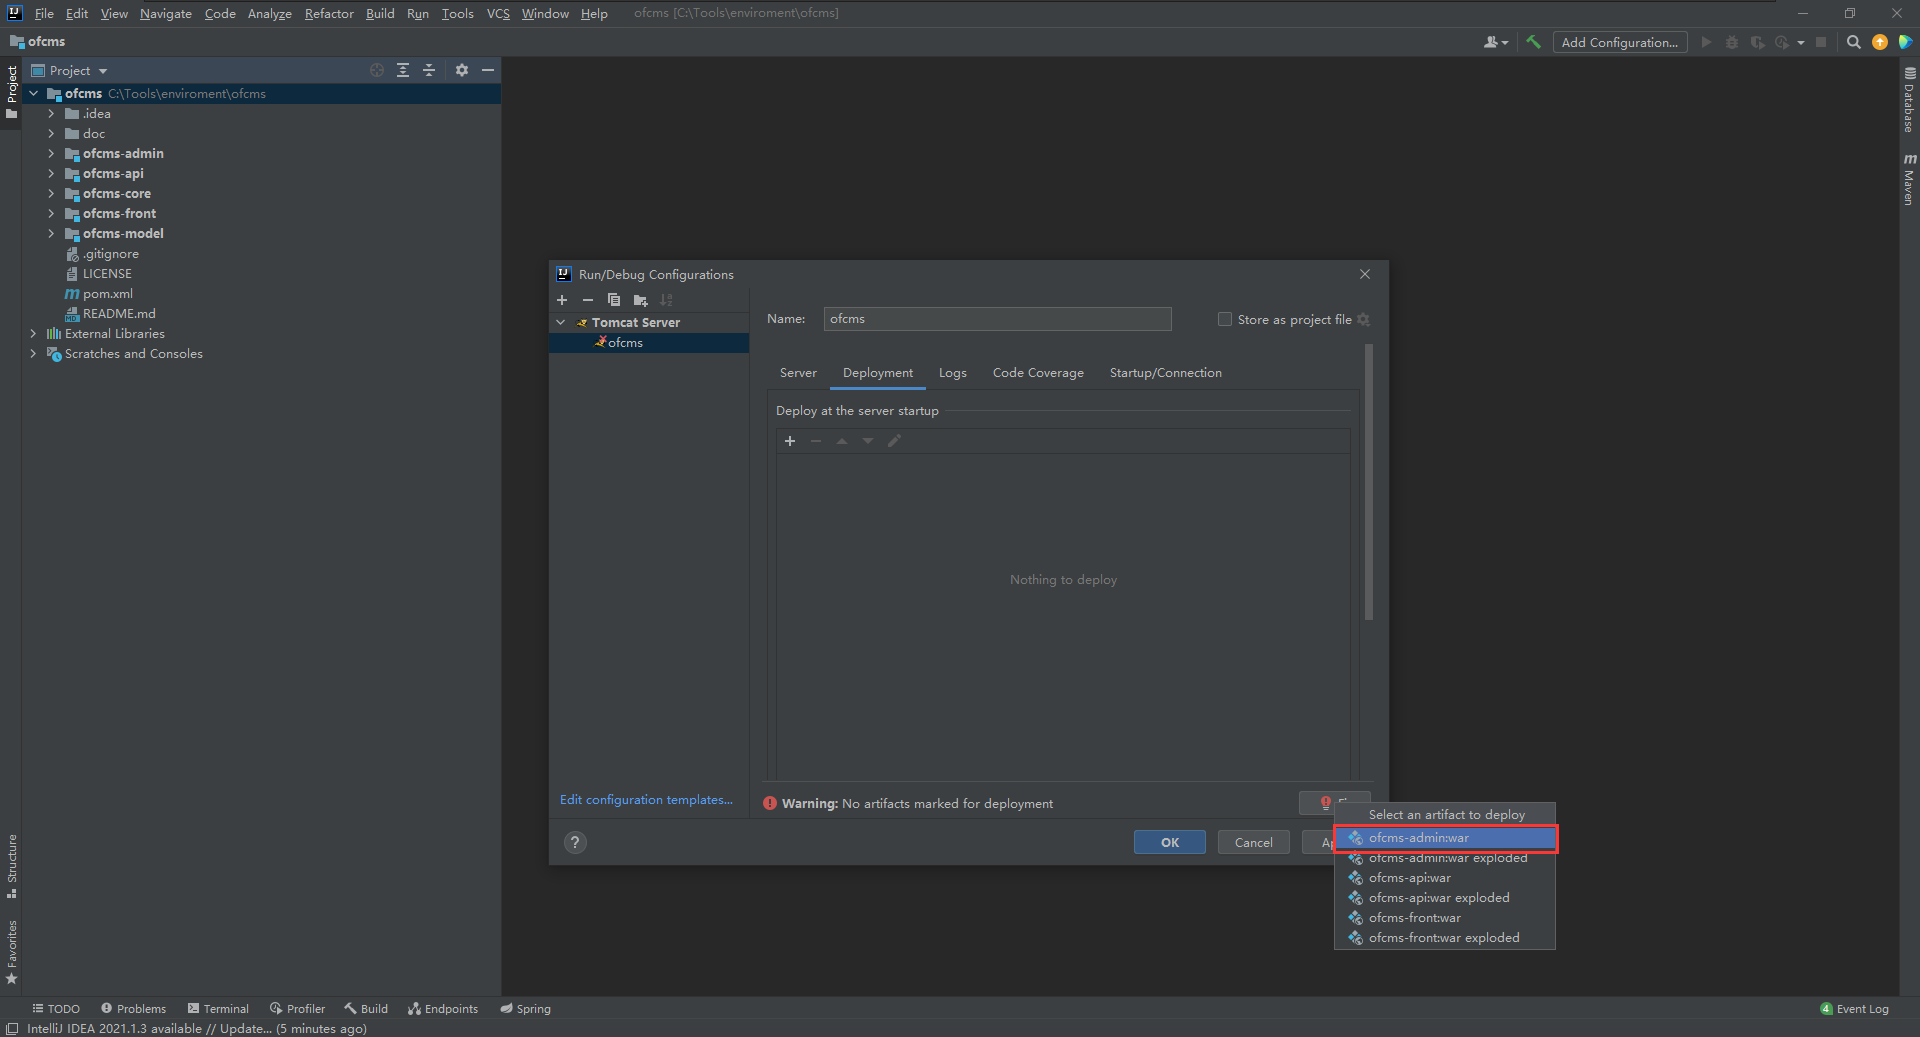 File Edit View Navigate Code Analyze Refactor Build Run Tools VCS Window Help ofcms [C:\Tools\enviroment\ofcms]
ofcms
Add Configuration...
Project
ofcms C:\Tools\enviroment\ofcms
.idea
doc
ofcms-admin
ofcms-api
ofcms-core
ofcms-front
ofcms-model
.gitignore
LICENSE
pom.xml
README.md
External Libraries
Scratches and Consoles
Project
Structure
Favorites
Database
Maven
Run/Debug Configurations
Tomcat Server
ofcms
Edit configuration templates...
Name: ofcms
Store as project file
Server Deployment Logs Code Coverage Startup/Connection
Deploy at the server startup
Nothing to deploy
Warning: No artifacts marked for deployment
OK Cancel
Select an artifact to deploy
ofcms-admin:war
ofcms-admin:war exploded
ofcms-api:war
ofcms-api:war exploded
ofcms-front:war
ofcms-front:war exploded
TODO Problems Terminal Profiler Build Endpoints Spring
4 Event Log
IntelliJ IDEA 2021.1.3 available // Update... (5 minutes ago)